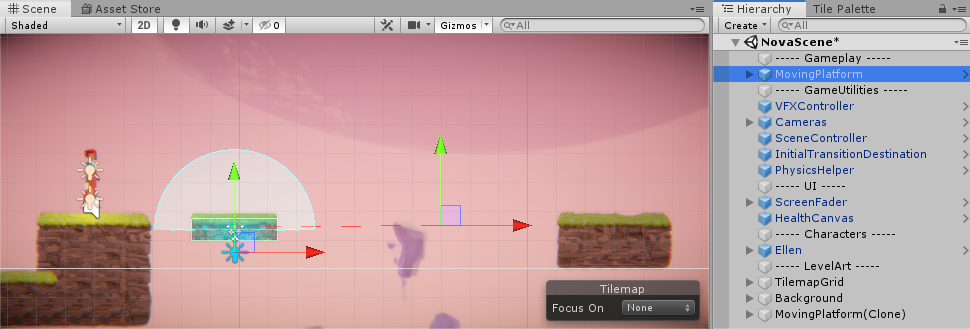 Scene
Asset Store
Hierarchy
Tile Palette
Shaded
2D
0
Gizmos
All
Create
All
NovaScene*
----- Gameplay -----
MovingPlatform
----- GameUtilities -----
VFXController
Cameras
SceneController
InitialTransitionDestination
PhysicsHelper
----- UI -----
ScreenFader
HealthCanvas
----- Characters -----
Ellen
----- LevelArt -----
TilemapGrid
Background
MovingPlatform(Clone)
Tilemap
Focus On
None